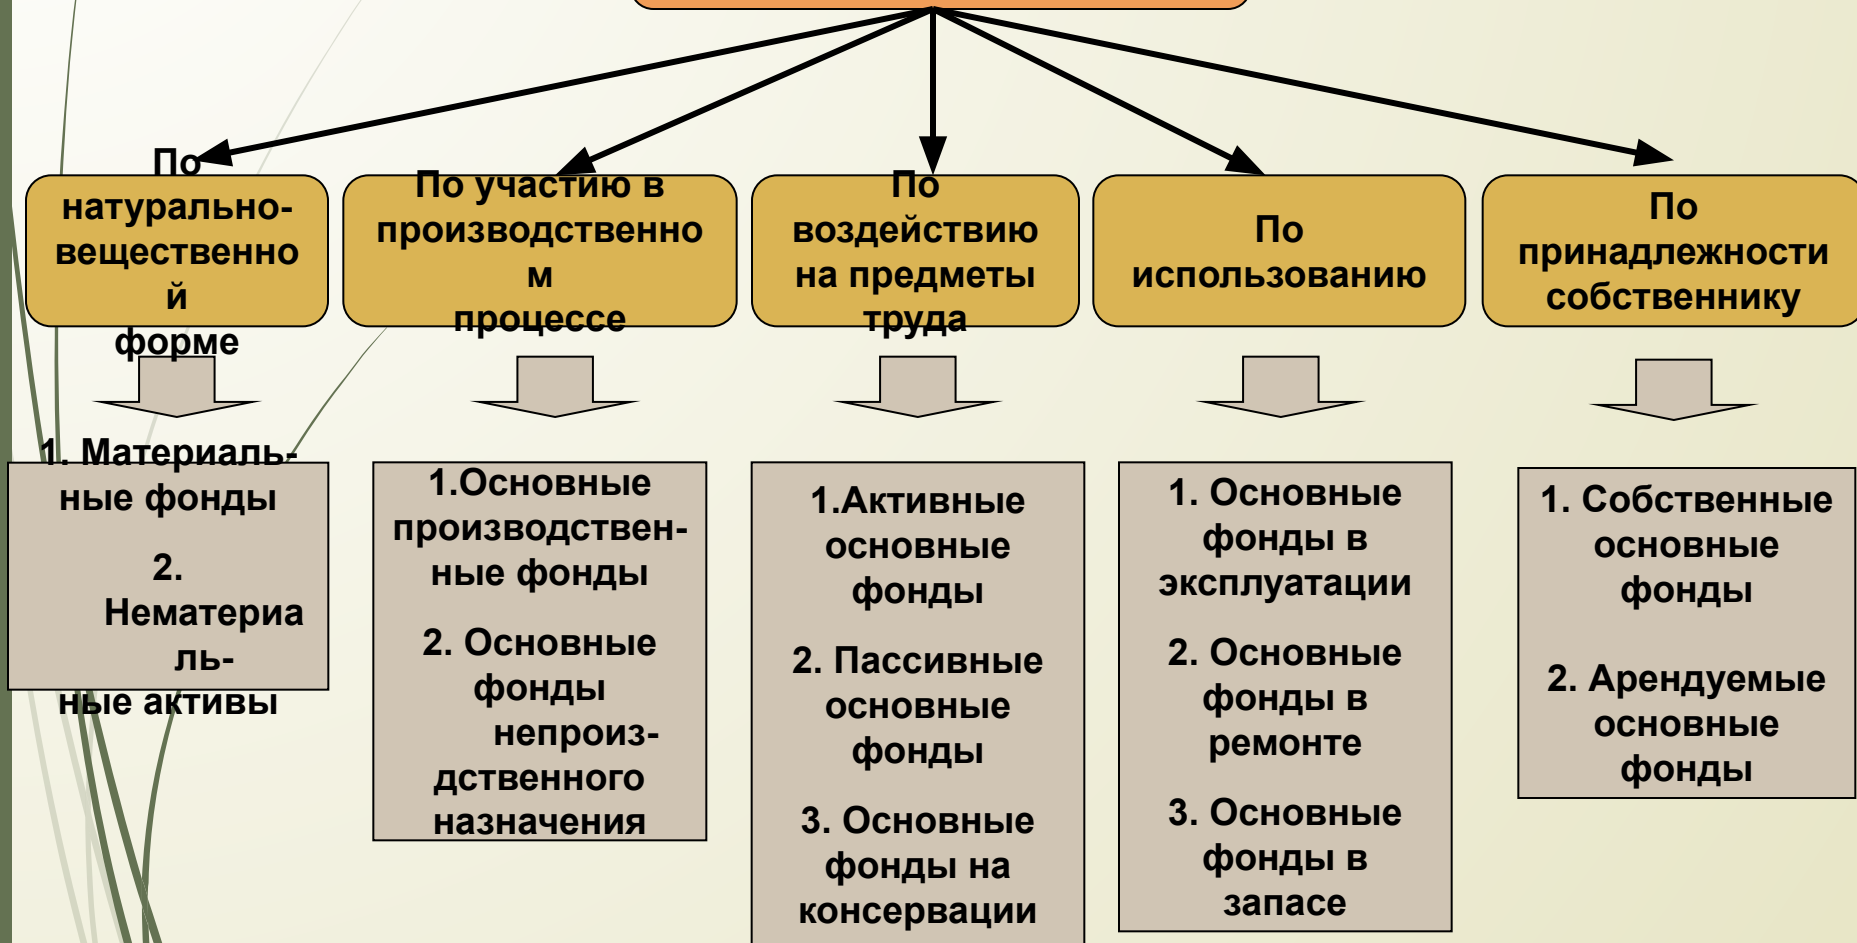 По
натурально-
вещественно
й
форме
По участию в
производственно
м
процессе
По
воздействию
на предметы
труда
По
использованию
По
принадлежности
собственнику
1. Материаль-
ные фонды
2.
Нематериа
ль-
ные активы
1.Основные
производствен-
ные фонды
2. Основные
фонды
непроиз-
дственного
назначения
1.Активные
основные
фонды
2. Пассивные
основные
фонды
3. Основные
фонды на
консервации
1. Основные
фонды в
эксплуатации
2. Основные
фонды в
ремонте
3. Основные
фонды в
запасе
1. Собственные
основные
фонды
2. Арендуемые
основные
фонды